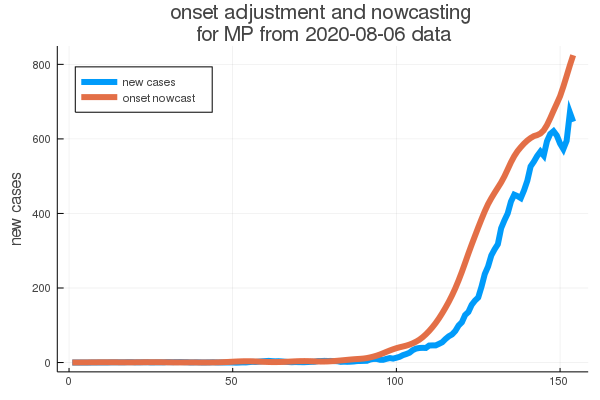 onset adjustment and nowcasting
for MP from 2020-08-06 data
800
new cases
onset nowcast
600
new cases
400
200
0
0 50 100 150